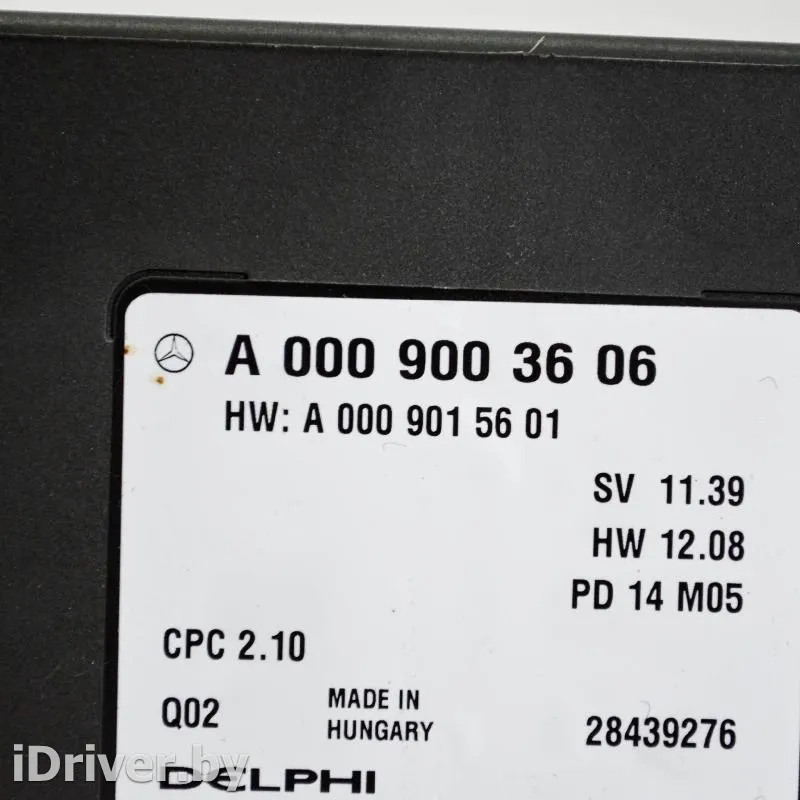 A 000 900 36 06
HW: A 000 901 56 01
SV 11.39
HW 12.08
PD 14 M05
CPC 2.10
Q02
MADE IN
HUNGARY
28439276
DELPHI
iDriver.by